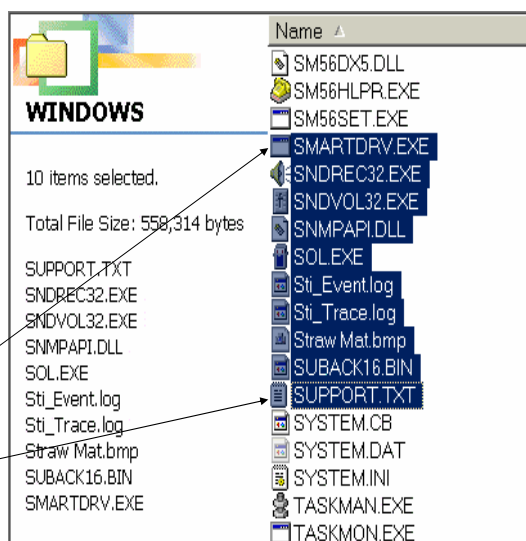 WINDOWS
10 items selected.
Total File Size: 558,314 bytes
SUPPORT.TXT
SNDREC32.EXE
SNDVOL32.EXE
SNMPAPI.DLL
SOL.EXE
Sti_Event.log
Sti_Trace.log
Straw Mat.bmp
SUBACK16.BIN
SMARTDRV.EXE
Name
SM56DX5.DLL
SM56HLPR.EXE
SM56SET.EXE
SMARTDRV.EXE
SNDREC32.EXE
SNDVOL32.EXE
SNMPAPI.DLL
SOL.EXE
Sti_Event.log
Sti_Trace.log
Straw Mat.bmp
SUBACK16.BIN
SUPPORT.TXT
SYSTEM.CB
SYSTEM.DAT
SYSTEM.INI
TASKMAN.EXE
TASKMON.EXE